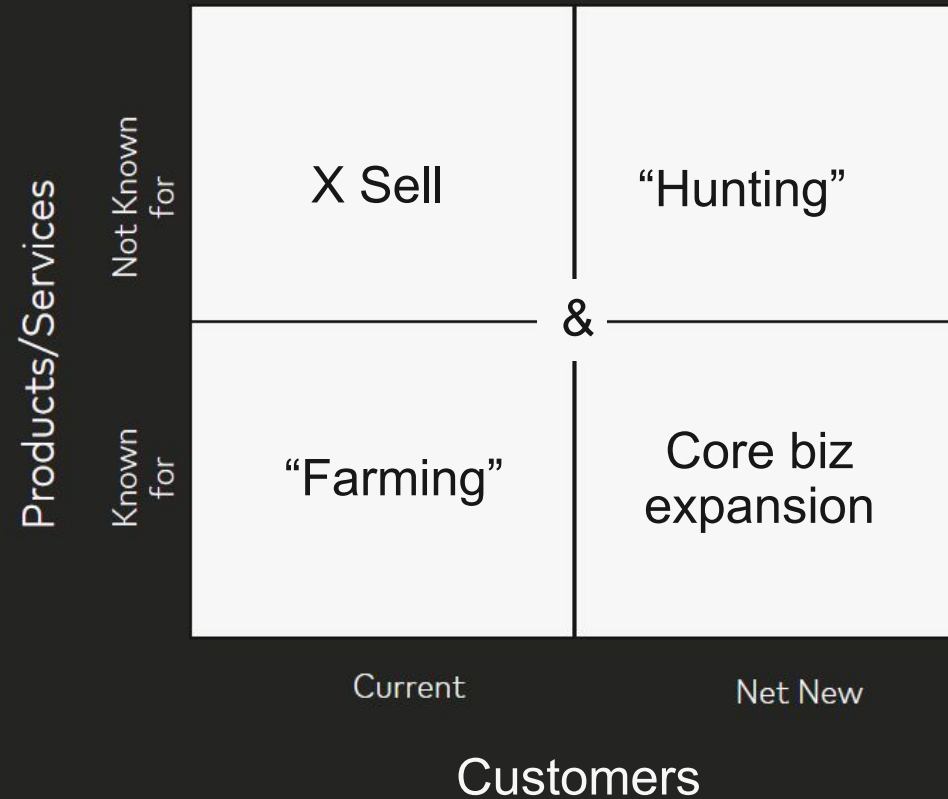 Products/Services
Not Known
for
Known
for
X Sell
“Hunting”
&
“Farming”
Core biz
expansion
Current
Net New
Customers